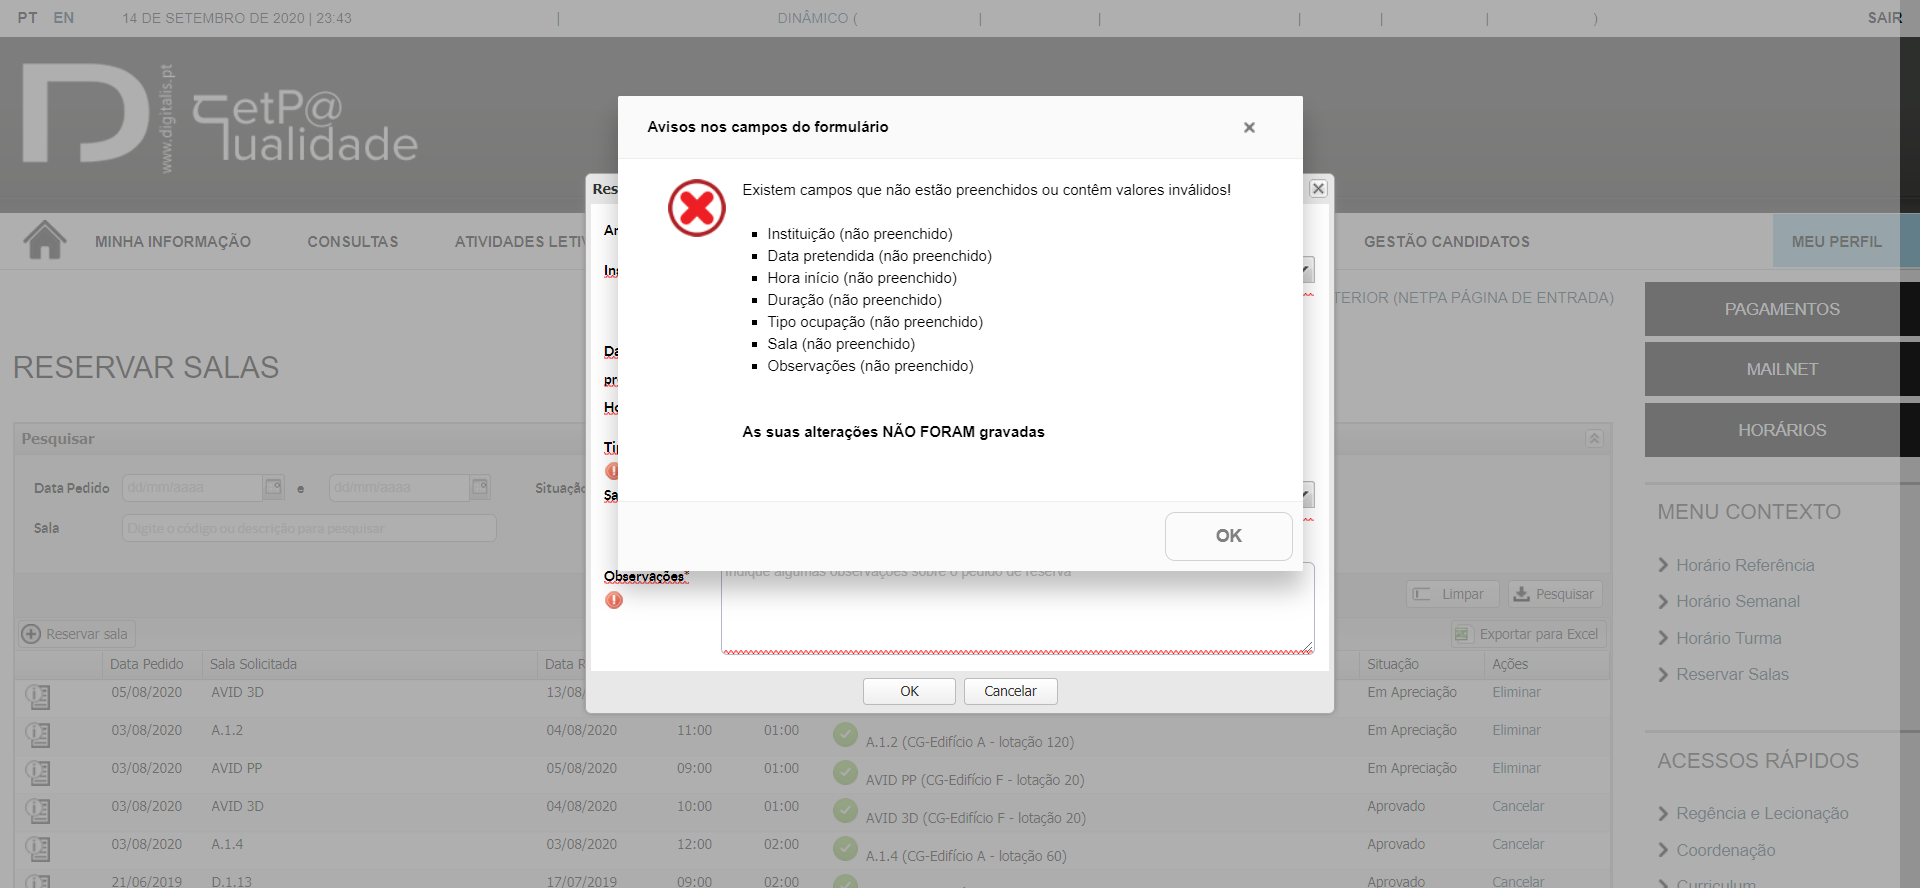 PT EN 14 DE SETEMBRO DE 2020 | 23:43 | DINÂMICO ( | | | | | ) SAIR
www.digitalis.pt
netP@
Qualidade
MINHA INFORMAÇÃO CONSULTAS ATIVIDADES LETIV GESTÃO CANDIDATOS MEU PERFIL
TERIOR (NETPA PÁGINA DE ENTRADA)
RESERVAR SALAS
Pesquisar
Data Pedido dd/mm/aaaa e dd/mm/aaaa Situação
Sala Digite o código ou descrição para pesquisar
Limpar Pesquisar
Reservar sala Exportar para Excel
Data Pedido Sala Solicitada Data R Situação Ações
05/08/2020 AVID 3D 13/08/ Em Apreciação Eliminar
03/08/2020 A.1.2 04/08/2020 11:00 01:00 A.1.2 (CG-Edifício A - lotação 120) Em Apreciação Eliminar
03/08/2020 AVID PP 05/08/2020 09:00 01:00 AVID PP (CG-Edifício F - lotação 20) Em Apreciação Eliminar
03/08/2020 AVID 3D 04/08/2020 10:00 01:00 AVID 3D (CG-Edifício F - lotação 20) Aprovado Cancelar
03/08/2020 A.1.4 04/08/2020 12:00 02:00 A.1.4 (CG-Edifício A - lotação 60) Aprovado Cancelar
21/06/2019 D.1.13 17/07/2019 09:00 02:00 Aprovado Cancelar
Res
An
Ins
Da
pre
Ho
Tip
Sa
Observações*
Indique algumas observações sobre o pedido de reserva
OK Cancelar
Avisos nos campos do formulário
Existem campos que não estão preenchidos ou contêm valores inválidos!
Instituição (não preenchido)
Data pretendida (não preenchido)
Hora início (não preenchido)
Duração (não preenchido)
Tipo ocupação (não preenchido)
Sala (não preenchido)
Observações (não preenchido)
As suas alterações NÃO FORAM gravadas
OK
PAGAMENTOS
MAILNET
HORÁRIOS
MENU CONTEXTO
Horário Referência
Horário Semanal
Horário Turma
Reservar Salas
ACESSOS RÁPIDOS
Regência e Lecionação
Coordenação
Curriculum